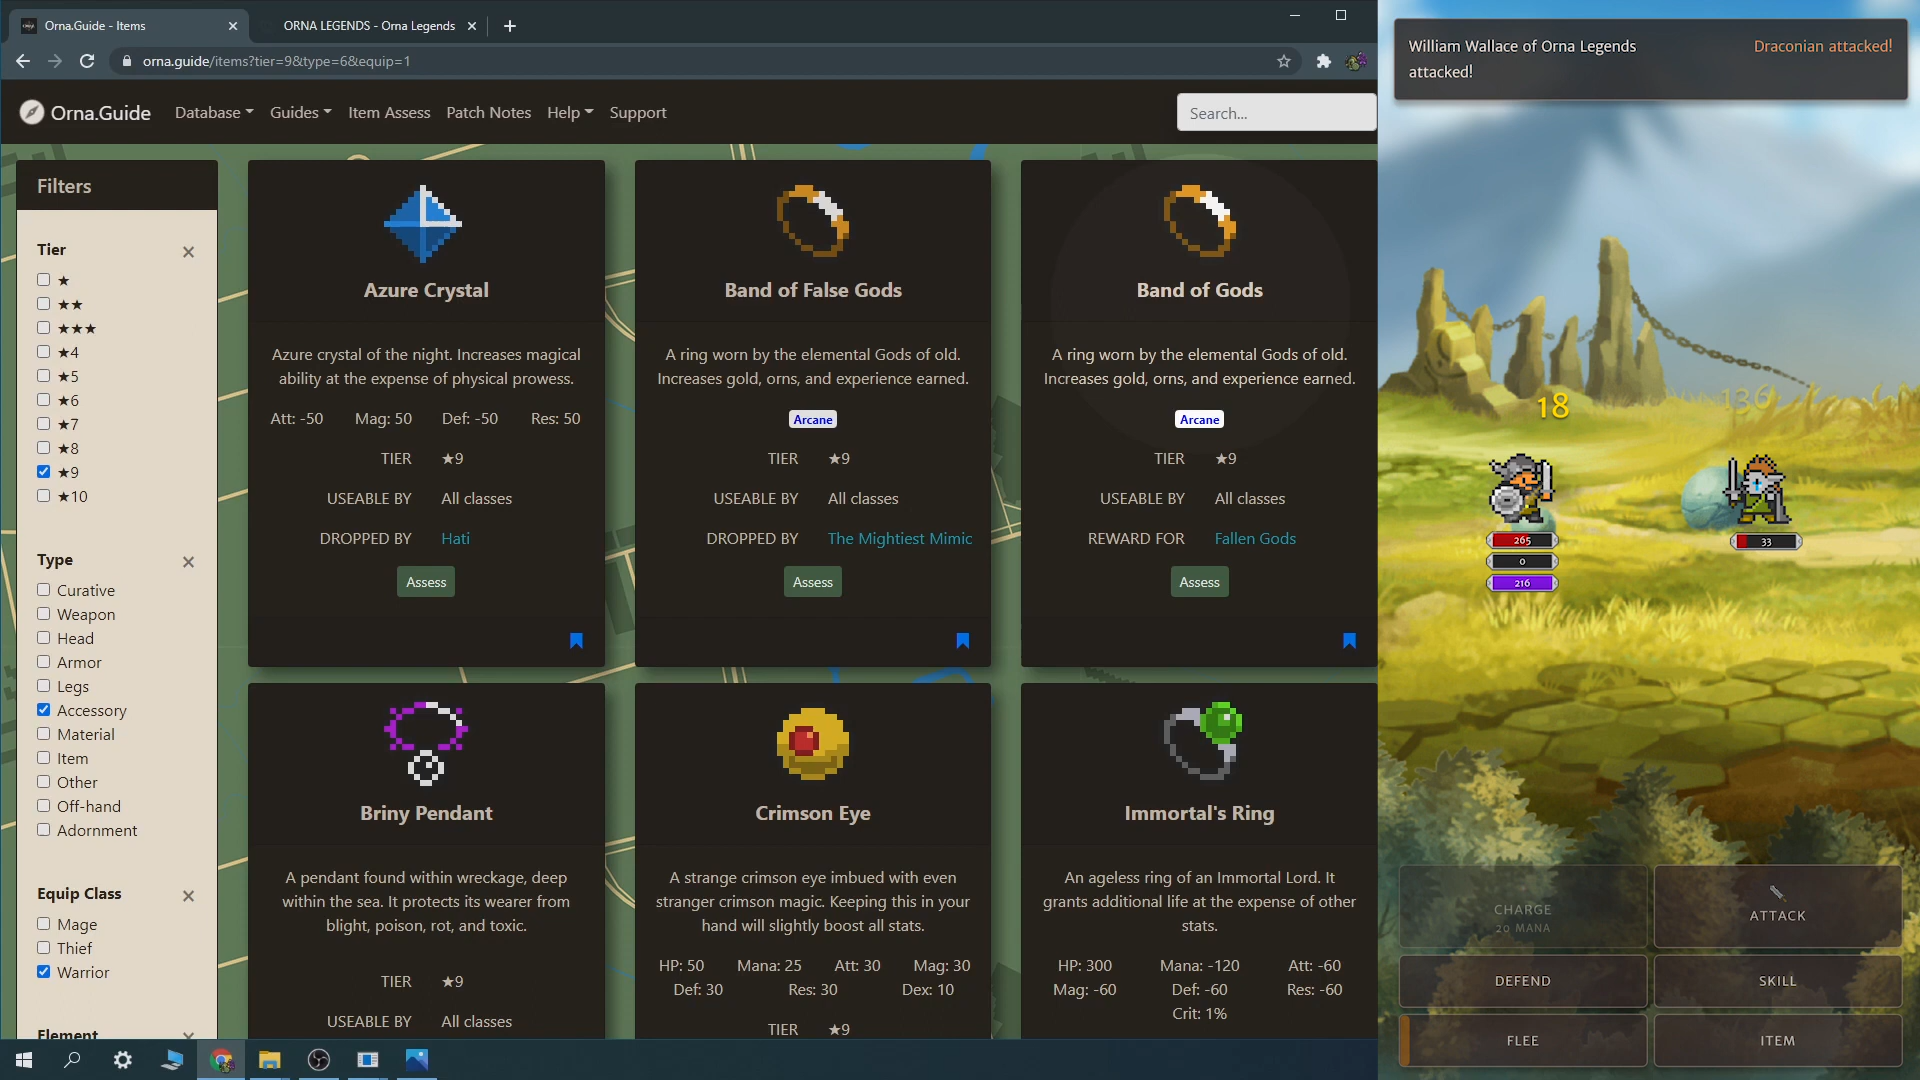 Orna.Guide - Items
ORNA LEGENDS - Orna Legends
orna.guide/items?tier=9&type=6&equip=1
Orna.Guide
Database
Guides
Item Assess
Patch Notes
Help
Support
Search...
Filters
Tier
★
★★
★★★
★4
★5
★6
★7
★8
★9
★10
Type
Curative
Weapon
Head
Armor
Legs
Accessory
Material
Item
Other
Off-hand
Adornment
Equip Class
Mage
Thief
Warrior
Element
Azure Crystal
Azure crystal of the night. Increases magical
ability at the expense of physical prowess.
Att: -50 Mag: 50 Def: -50 Res: 50
TIER ★9
USEABLE BY All classes
DROPPED BY Hati
Assess
Band of False Gods
A ring worn by the elemental Gods of old.
Increases gold, orns, and experience earned.
Arcane
TIER ★9
USEABLE BY All classes
DROPPED BY The Mightiest Mimic
Assess
Band of Gods
A ring worn by the elemental Gods of old.
Increases gold, orns, and experience earned.
Arcane
TIER ★9
USEABLE BY All classes
REWARD FOR Fallen Gods
Assess
Briny Pendant
A pendant found within wreckage, deep
within the sea. It protects its wearer from
blight, poison, rot, and toxic.
TIER ★9
USEABLE BY All classes
Crimson Eye
A strange crimson eye imbued with even
stranger crimson magic. Keeping this in your
hand will slightly boost all stats.
HP: 50 Mana: 25 Att: 30 Mag: 30
Def: 30 Res: 30 Dex: 10
TIER ★9
Immortal's Ring
An ageless ring of an Immortal Lord. It
grants additional life at the expense of other
stats.
HP: 300 Mana: -120 Att: -60
Mag: -60 Def: -60 Res: -60
Crit: 1%
William Wallace of Orna Legends
attacked!
Draconian attacked!
18
136
265
0
216
33
CHARGE
20 MANA
ATTACK
DEFEND
SKILL
FLEE
ITEM